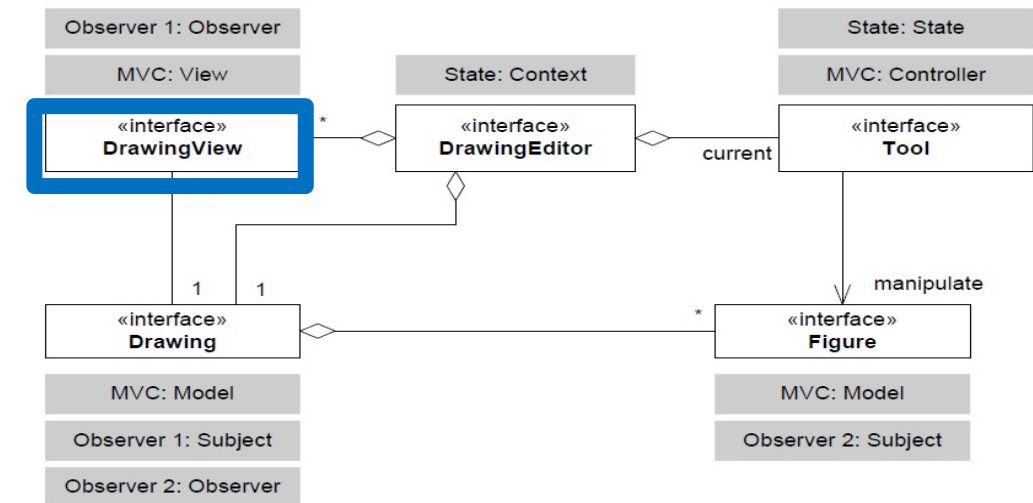 Observer 1: Observer
MVC: View
«interface»
DrawingView
*
State: Context
«interface»
DrawingEditor
current
State: State
MVC: Controller
«interface»
Tool
manipulate
1
1
«interface»
Drawing
*
«interface»
Figure
MVC: Model
Observer 1: Subject
Observer 2: Observer
MVC: Model
Observer 2: Subject